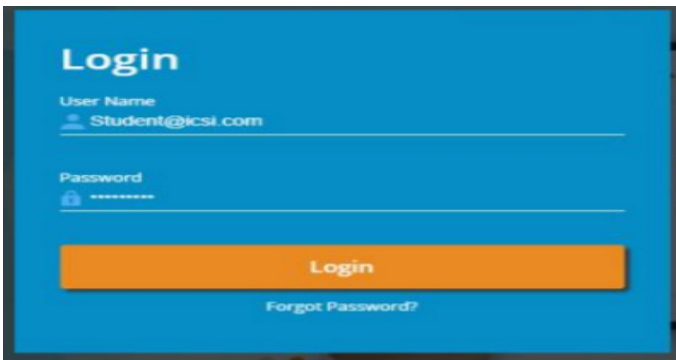 Login
User Name
Student@icsi.com
Password
•••••••••
Login
Forgot Password?